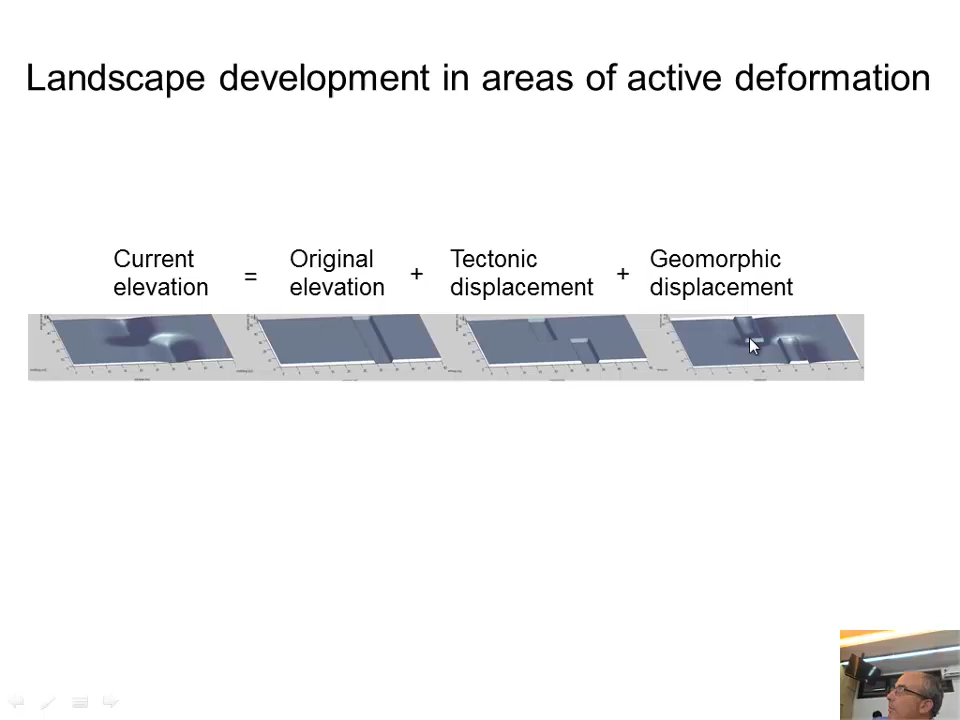 Landscape development in areas of active deformation
Current elevation = Original elevation + Tectonic displacement + Geomorphic displacement